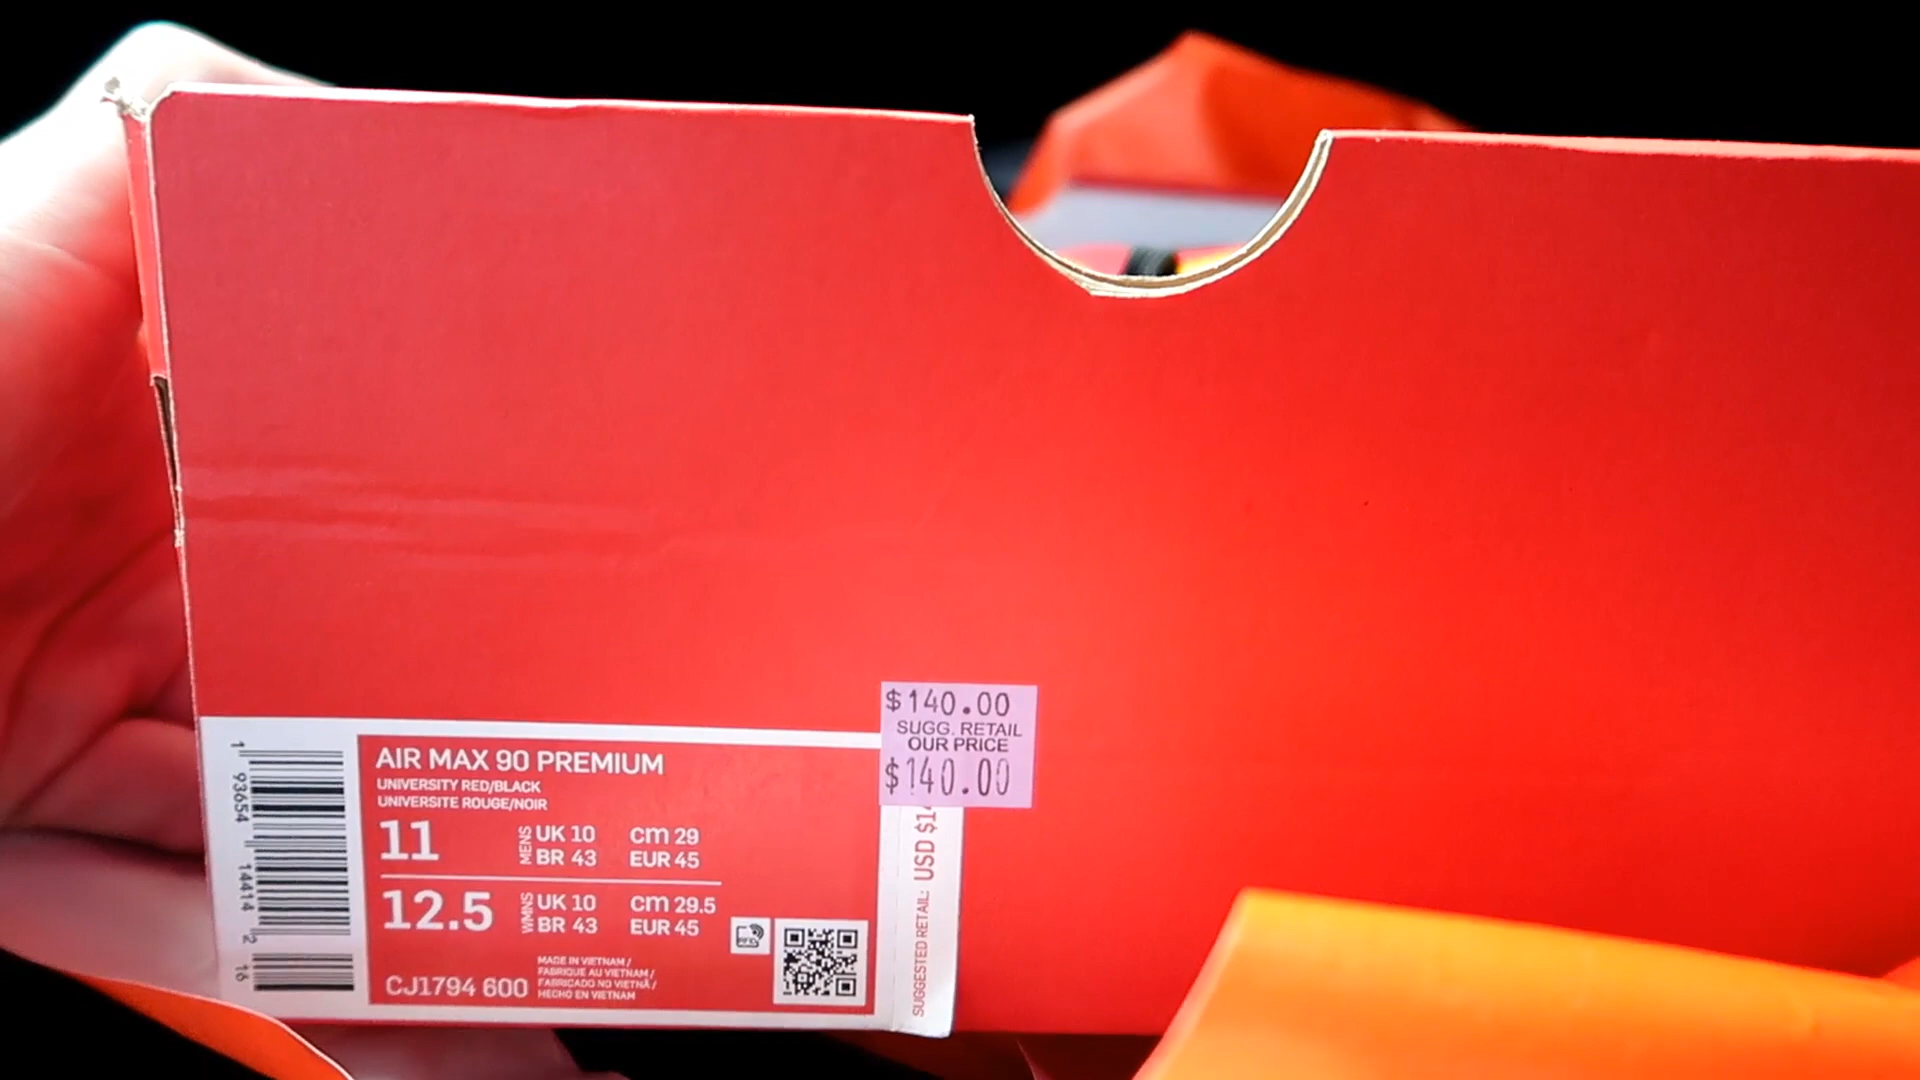 $140.00
SUGG. RETAIL
OUR PRICE
$140.00
AIR MAX 90 PREMIUM
UNIVERSITY RED/BLACK
UNIVERSITE ROUGE/NOIR
11 MENS UK 10 cm 29
BR 43 EUR 45
12.5 WMNS UK 10 cm 29.5
BR 43 EUR 45
CJ1794 600
MADE IN VIETNAM /
FABRIQUE AU VIETNAM /
FABRICADO NO VIETNÃ /
HECHO EN VIETNAM
1 93654 14414 2 16
SUGGESTED RETAIL: USD